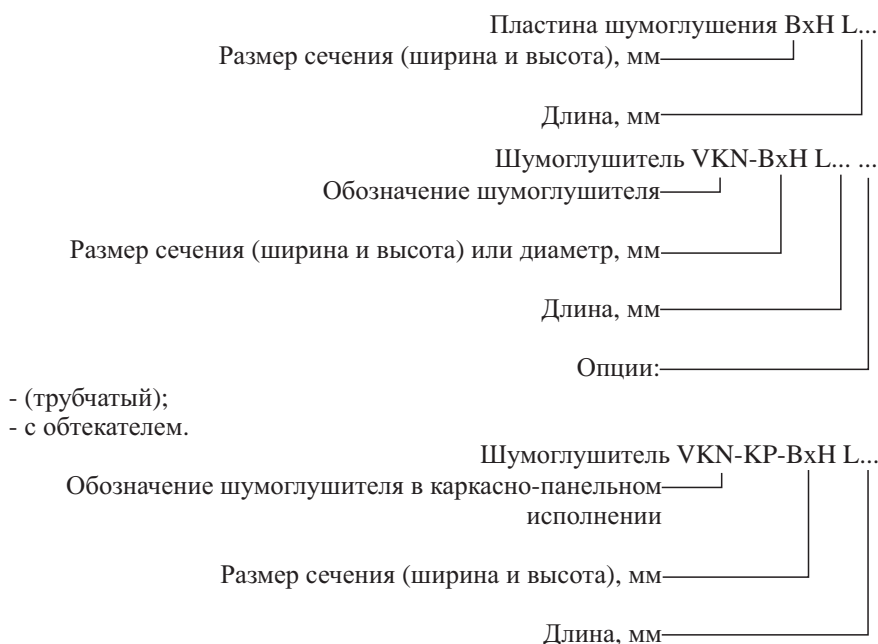 Пластина шумоглушения BxH L...
Размер сечения (ширина и высота), мм
Длина, мм
Шумоглушитель VKN-BxH L... ...
Обозначение шумоглушителя
Размер сечения (ширина и высота) или диаметр, мм
Длина, мм
Опции:
- (трубчатый);
- с обтекателем.
Шумоглушитель VKN-KP-BxH L...
Обозначение шумоглушителя в каркасно-панельном
исполнении
Размер сечения (ширина и высота), мм
Длина, мм